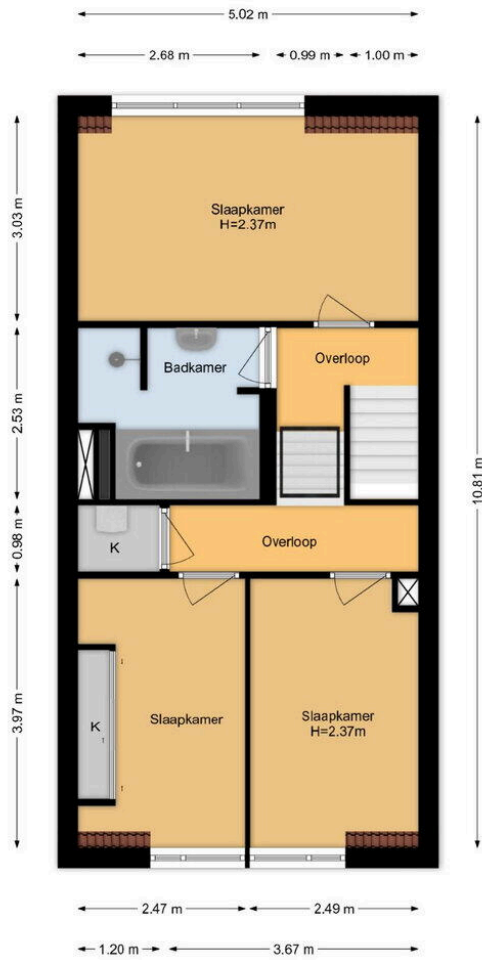 5.02 m
2.68 m
0.99 m
1.00 m
3.03 m
Slaapkamer
H=2.37m
Badkamer
Overloop
2.53 m
10.81 m
0.98 m
K
Overloop
3.97 m
K
Slaapkamer
Slaapkamer
H=2.37m
2.47 m
2.49 m
1.20 m
3.67 m